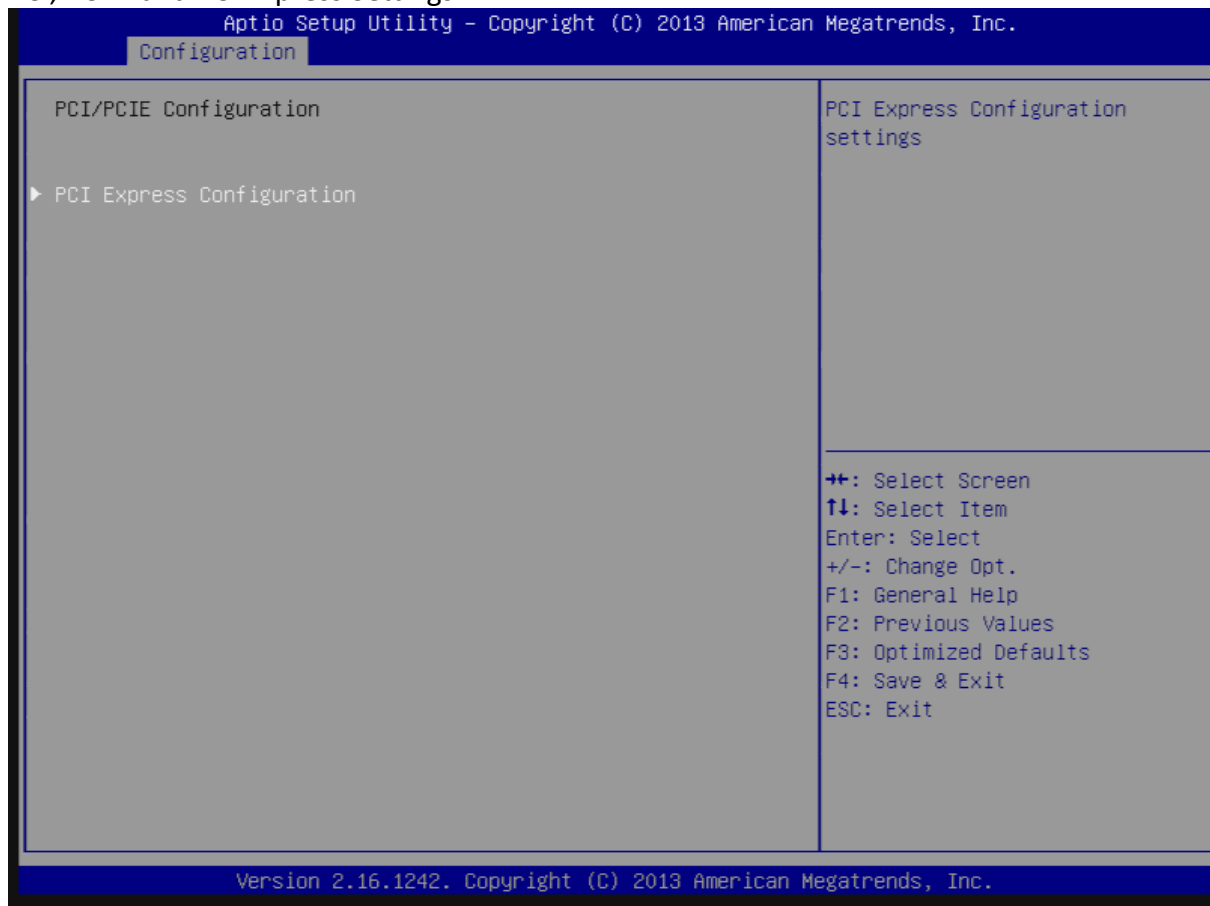 Aptio Setup Utility – Copyright (C) 2013 American Megatrends, Inc.
Configuration
PCI/PCIE Configuration
PCI Express Configuration
PCI Express Configuration
settings
→←: Select Screen
↑↓: Select Item
Enter: Select
+/-: Change Opt.
F1: General Help
F2: Previous Values
F3: Optimized Defaults
F4: Save & Exit
ESC: Exit
Version 2.16.1242. Copyright (C) 2013 American Megatrends, Inc.